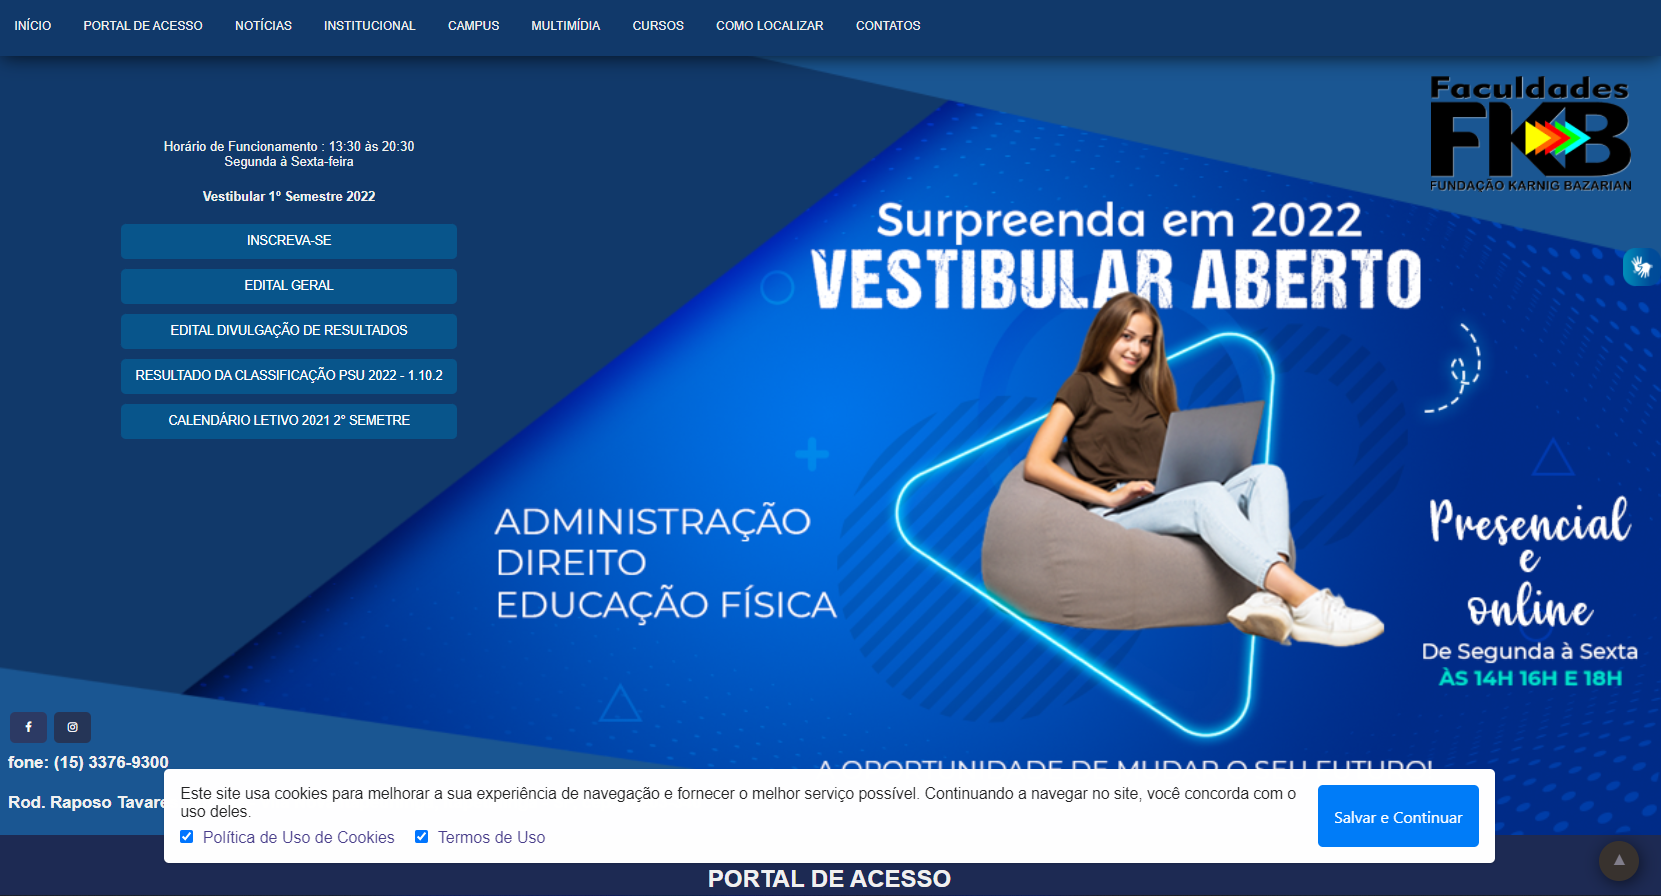 INÍCIO
PORTAL DE ACESSO
NOTÍCIAS
INSTITUCIONAL
CAMPUS
MULTIMÍDIA
CURSOS
COMO LOCALIZAR
CONTATOS
Faculdades
FKB
FUNDAÇÃO KARNIG BAZARIAN
Horário de Funcionamento : 13:30 às 20:30
Segunda à Sexta-feira
Vestibular 1º Semestre 2022
INSCREVA-SE
EDITAL GERAL
EDITAL DIVULGAÇÃO DE RESULTADOS
RESULTADO DA CLASSIFICAÇÃO PSU 2022 - 1.10.2
CALENDÁRIO LETIVO 2021 2° SEMETRE
Surpreenda em 2022
VESTIBULAR ABERTO
ADMINISTRAÇÃO
DIREITO
EDUCAÇÃO FÍSICA
Presencial
e
online
De Segunda à Sexta
ÀS 14H 16H E 18H
A OPORTUNIDADE DE MUDAR O SEU FUTURO!
fone: (15) 3376-9300
Rod. Raposo Tavare
Este site usa cookies para melhorar a sua experiência de navegação e fornecer o melhor serviço possível. Continuando a navegar no site, você concorda com o
uso deles.
Política de Uso de Cookies
Termos de Uso
Salvar e Continuar
PORTAL DE ACESSO